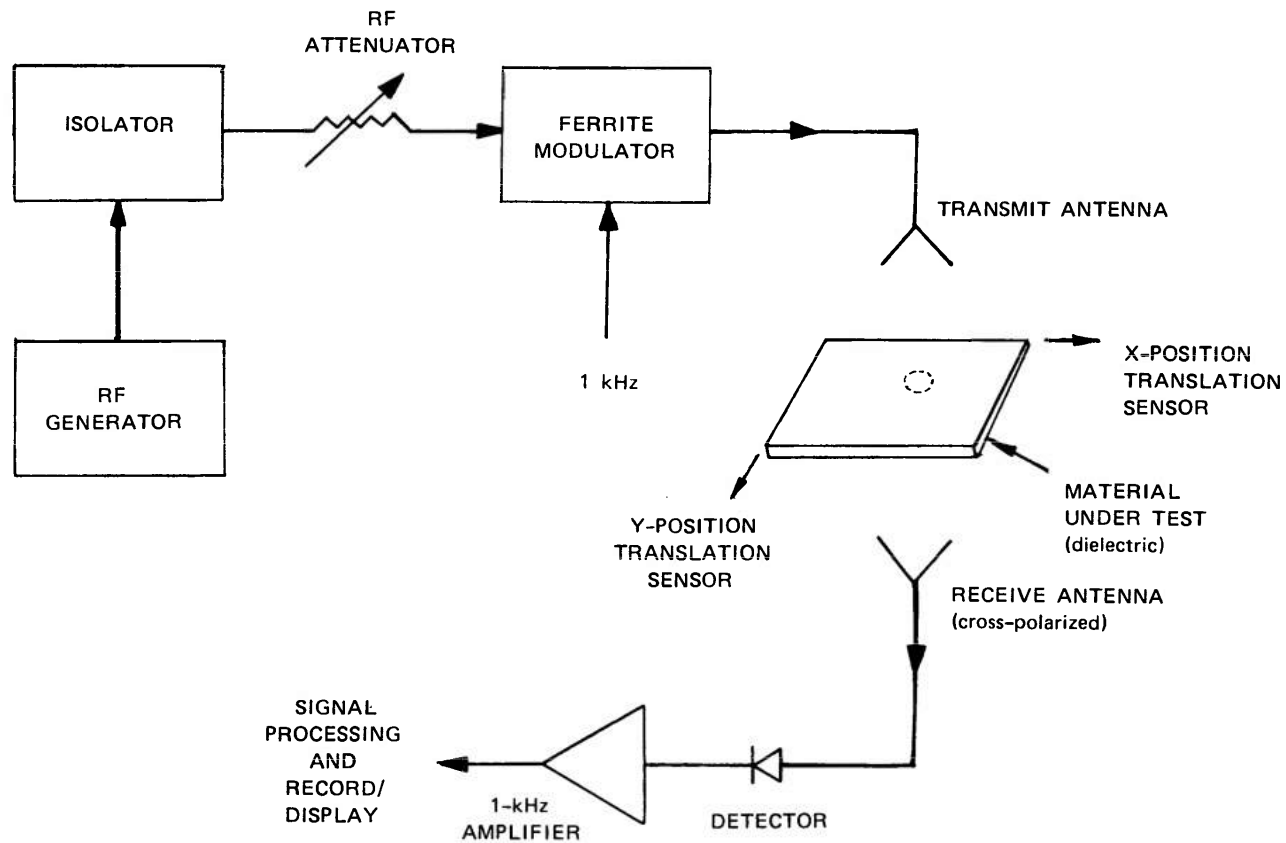 RF
ATTENUATOR
ISOLATOR
FERRITE
MODULATOR
TRANSMIT ANTENNA
RF
GENERATOR
1 kHz
X-POSITION
TRANSLATION
SENSOR
Y-POSITION
TRANSLATION
SENSOR
MATERIAL
UNDER TEST
(dielectric)
RECEIVE ANTENNA
(cross-polarized)
SIGNAL
PROCESSING
AND
RECORD/
DISPLAY
1-kHz
AMPLIFIER
DETECTOR